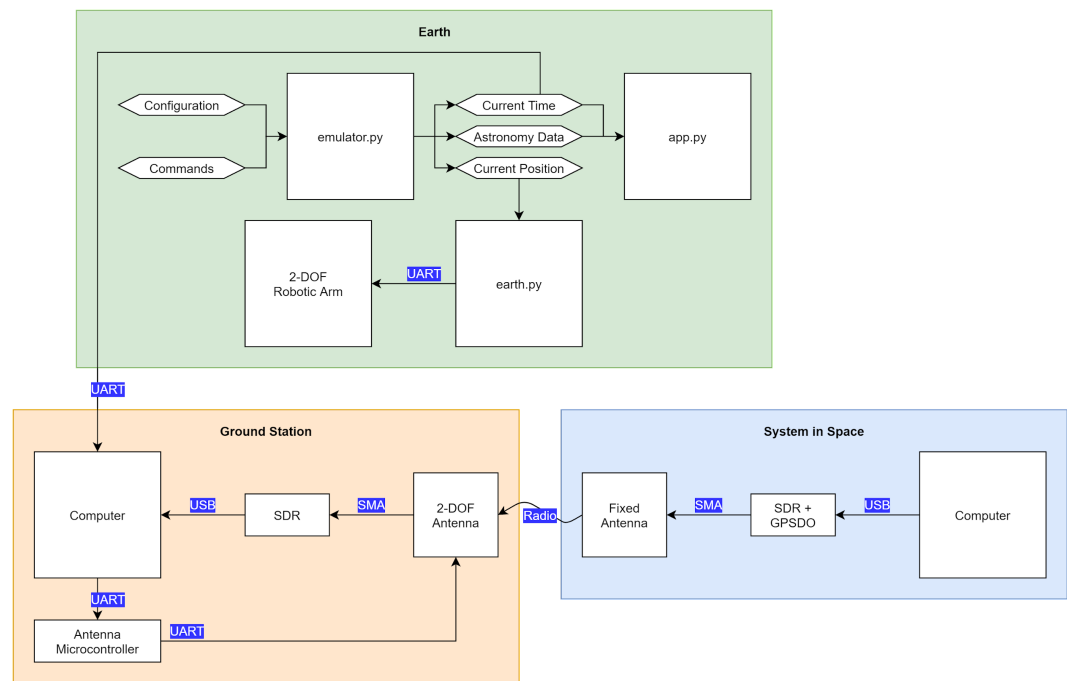 Earth
Configuration
Commands
emulator.py
Current Time
Astronomy Data
Current Position
app.py
2-DOF
Robotic Arm
UART
earth.py
UART
Ground Station
Computer
USB
SDR
SMA
2-DOF
Antenna
UART
Antenna
Microcontroller
UART
Radio
System in Space
Fixed
Antenna
SMA
SDR +
GPSDO
USB
Computer